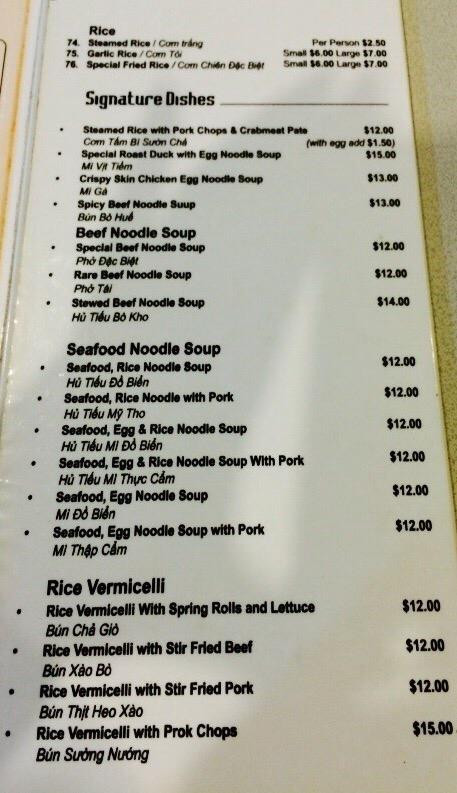 Rice
74. Steamed Rice / Cơm trắng Per Person $2.50
75. Garlic Rice / Cơm Tỏi Small $6.00 Large $7.00
76. Special Fried Rice / Cơm Chiên Đặc Biệt Small $6.00 Large $7.00
Signature Dishes
• Steamed Rice with Pork Chops & Crabmeat Pate $12.00
Cơm Tấm Bì Sườn Chả (with egg add $1.50)
• Special Roast Duck with Egg Noodle Soup $15.00
Mì Vịt Tiềm
• Crispy Skin Chicken Egg Noodle Soup $13.00
Mì Gà
• Spicy Beef Noodle Suup $13.00
Bún Bò Huế
Beef Noodle Soup
• Special Beef Noodle Soup $12.00
Phở Đặc Biệt
• Rare Beef Noodle Soup $12.00
Phở Tái
• Stewed Beef Noodle Soup $14.00
Hủ Tiếu Bò Kho
Seafood Noodle Soup
• Seafood, Rice Noodle Soup $12.00
Hủ Tiếu Đồ Biển
• Seafood, Rice Noodle with Pork $12.00
Hủ Tiếu Mỹ Tho
• Seafood, Egg & Rice Noodle Soup $12.00
Hủ Tiếu Mì Đồ Biển
• Seafood, Egg & Rice Noodle Soup With Pork $12.00
Hủ Tiếu Mì Thực Cẩm
• Seafood, Egg Noodle Soup $12.00
Mì Đồ Biển
• Seafood, Egg Noodle Soup with Pork $12.00
Mì Thập Cẩm
Rice Vermicelli
• Rice Vermicelli With Spring Rolls and Lettuce $12.00
Bún Chả Giò
• Rice Vermicelli with Stir Fried Beef $12.00
Bún Xào Bò
• Rice Vermicelli with Stir Fried Pork $12.00
Bún Thịt Heo Xào
• Rice Vermicelli with Prok Chops $15.00
Bún Sường Nướng